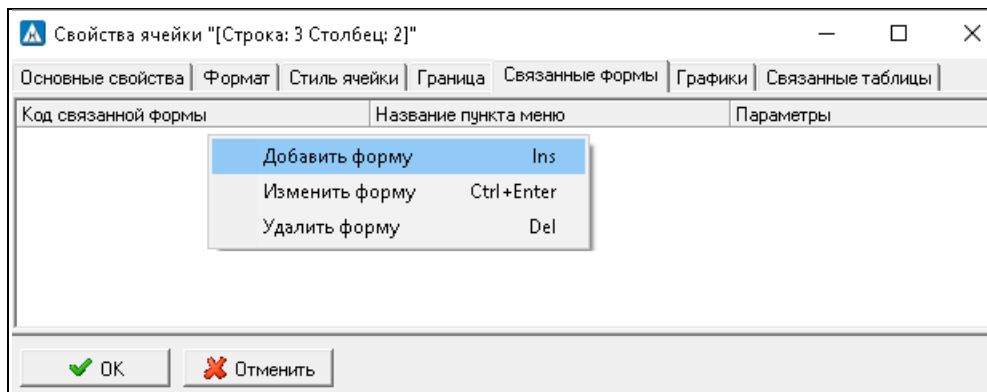 Свойства ячейки "[Строка: 3 Столбец: 2]"
Основные свойства Формат Стиль ячейки Граница Связанные формы Графики Связанные таблицы
Код связанной формы Название пункта меню Параметры
Добавить форму Ins
Изменить форму Ctrl+Enter
Удалить форму Del
OK Отменить